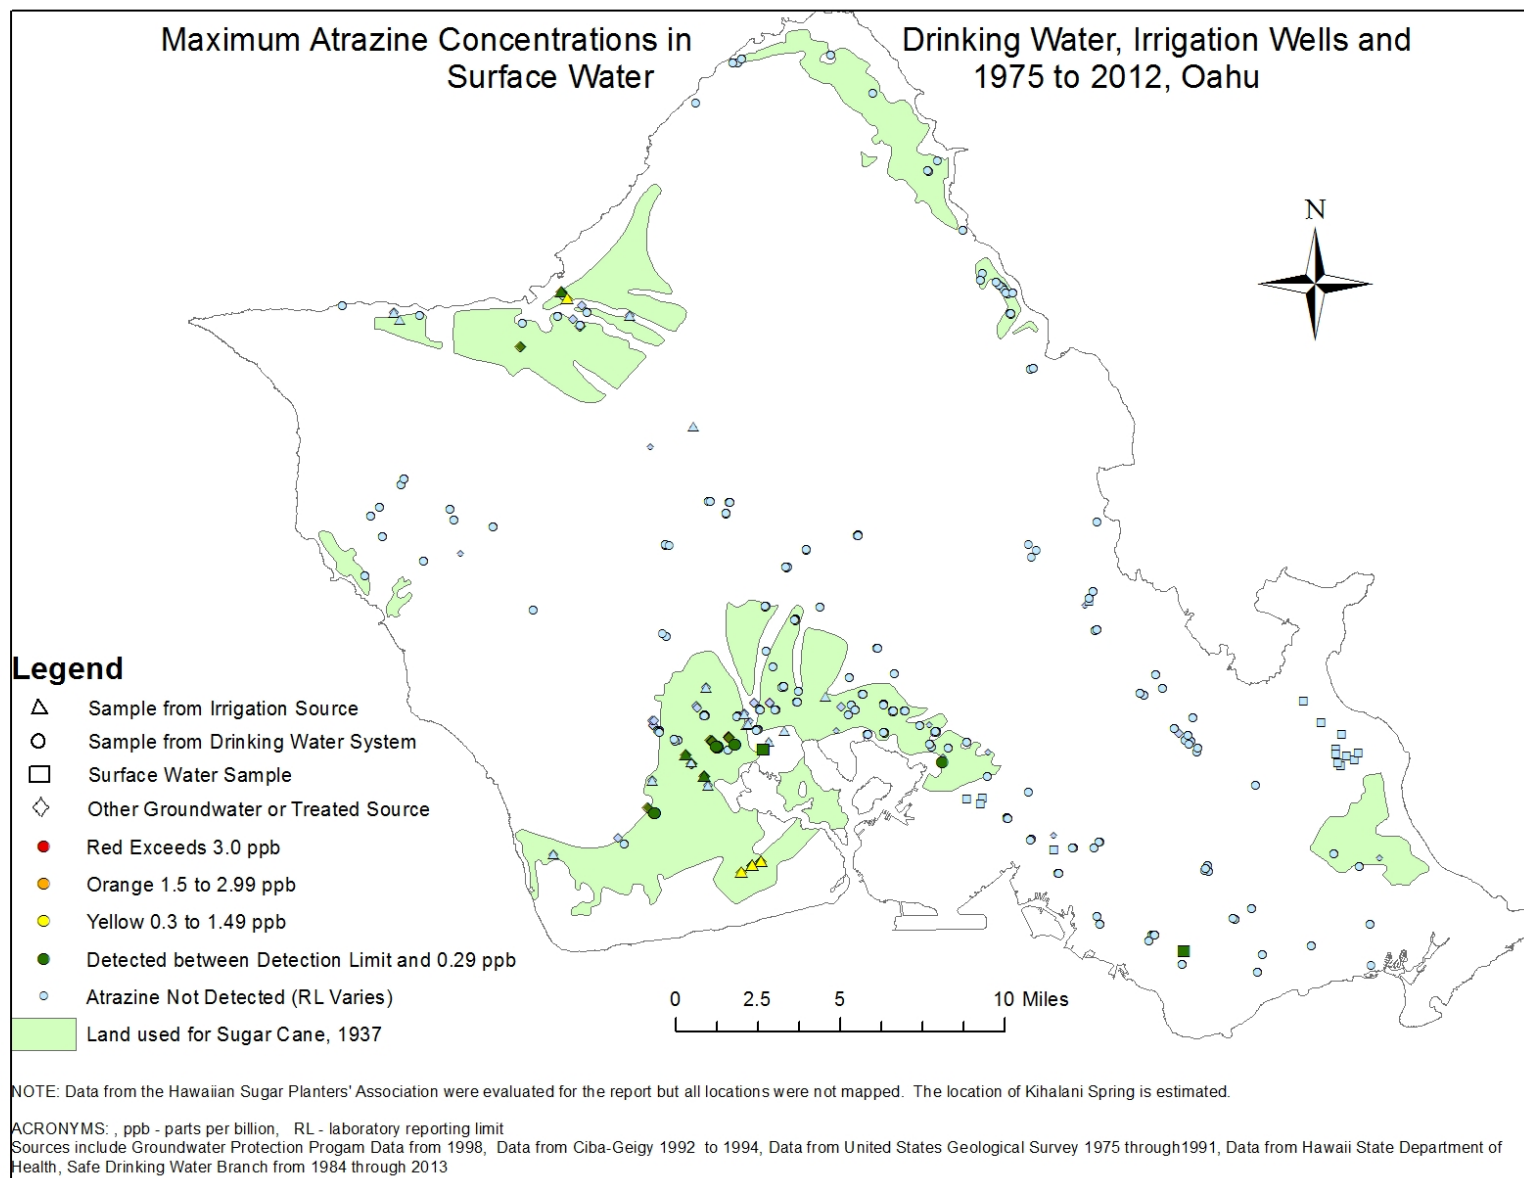 Maximum Atrazine Concentrations in Drinking Water, Irrigation Wells and
Surface Water 1975 to 2012, Oahu
N
Legend
Sample from Irrigation Source
Sample from Drinking Water System
Surface Water Sample
Other Groundwater or Treated Source
Red Exceeds 3.0 ppb
Orange 1.5 to 2.99 ppb
Yellow 0.3 to 1.49 ppb
Detected between Detection Limit and 0.29 ppb
Atrazine Not Detected (RL Varies)
Land used for Sugar Cane, 1937
0 2.5 5 10 Miles
NOTE: Data from the Hawaiian Sugar Planters' Association were evaluated for the report but all locations were not mapped. The location of Kihalani Spring is estimated.
ACRONYMS: , ppb - parts per billion, RL - laboratory reporting limit
Sources include Groundwater Protection Progam Data from 1998, Data from Ciba-Geigy 1992 to 1994, Data from United States Geological Survey 1975 through1991, Data from Hawaii State Department of
Health, Safe Drinking Water Branch from 1984 through 2013